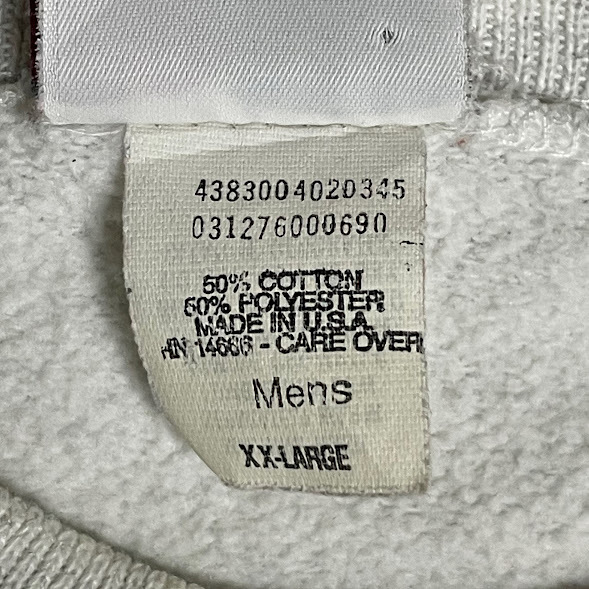 4383004020345
031276000690
50% COTTON
50% POLYESTER
MADE IN U.S.A.
RN 14666 - CARE OVER
Mens
XX-LARGE